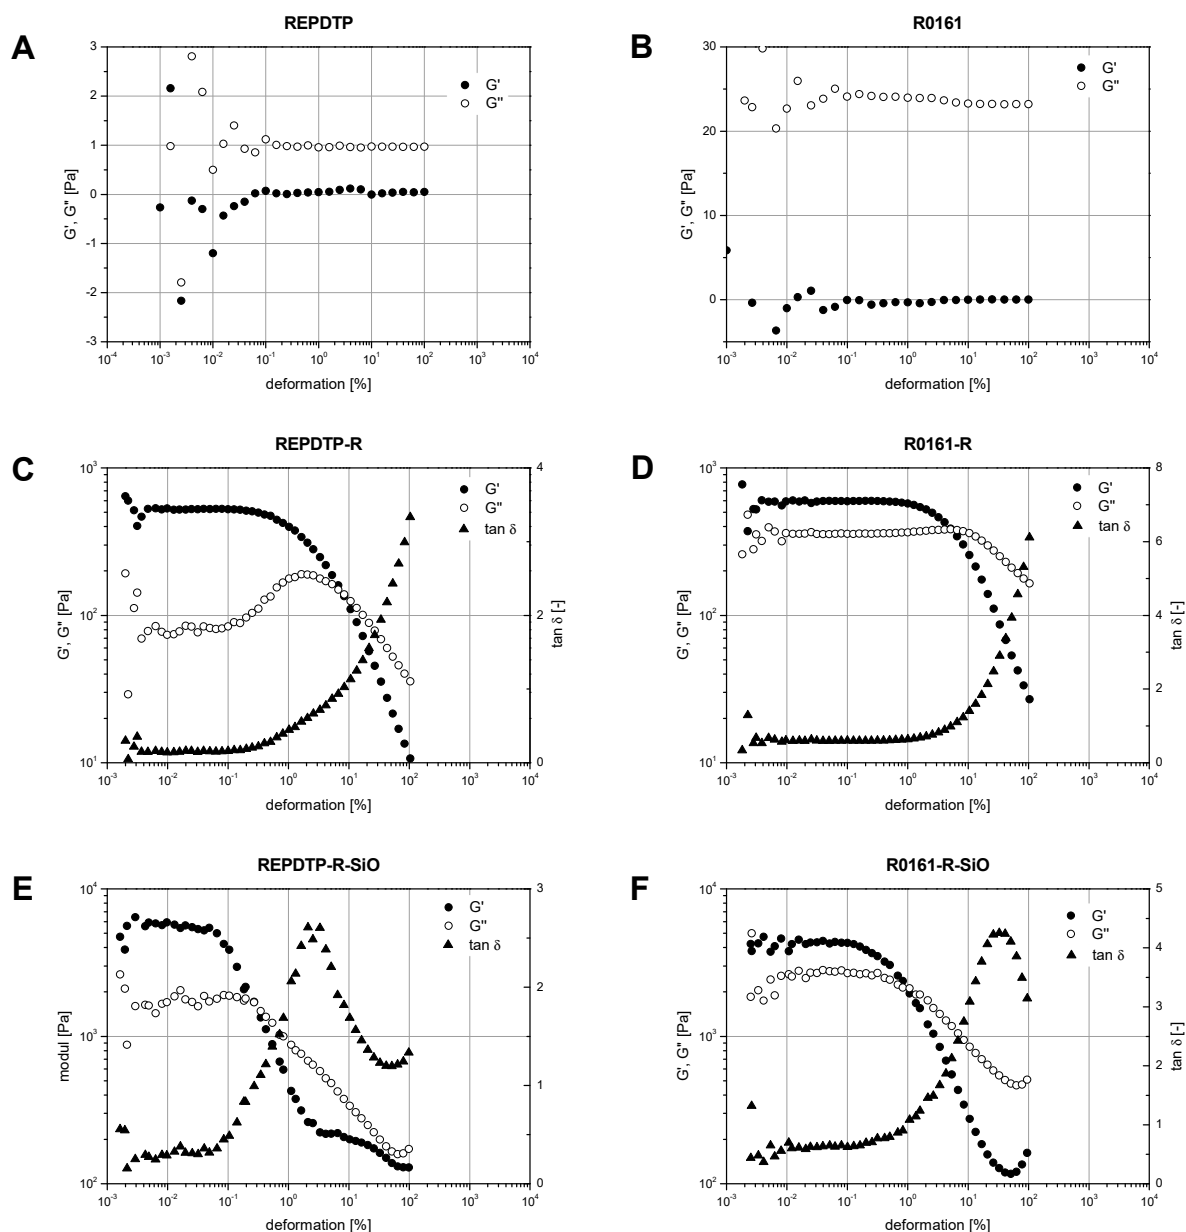 A
REPDTP
G', G'' [Pa]
3
2
1
0
-1
-2
-3
G'
G''
10⁻⁴ 10⁻³ 10⁻² 10⁻¹ 10⁰ 10¹ 10² 10³ 10⁴
deformation [%]
B
R0161
G', G'' [Pa]
30
20
10
0
G'
G''
10⁻³ 10⁻² 10⁻¹ 10⁰ 10¹ 10² 10³ 10⁴
deformation [%]
C
REPDTP-R
G', G'' [Pa]
10³
10²
10¹
G'
G''
tan δ
4
2
0
tan δ [-]
10⁻³ 10⁻² 10⁻¹ 10⁰ 10¹ 10² 10³ 10⁴
deformation [%]
D
R0161-R
G', G'' [Pa]
10³
10²
10¹
G'
G''
tan δ
8
6
4
2
0
tan δ [-]
10⁻³ 10⁻² 10⁻¹ 10⁰ 10¹ 10² 10³ 10⁴
deformation [%]
E
REPDTP-R-SiO
modul [Pa]
10⁴
10³
10²
G'
G''
tan δ
3
2
1
0
tan δ [-]
10⁻³ 10⁻² 10⁻¹ 10⁰ 10¹ 10² 10³ 10⁴
deformation [%]
F
R0161-R-SiO
G', G'' [Pa]
10⁴
10³
10²
G'
G''
tan δ
5
4
3
2
1
0
tan δ [-]
10⁻³ 10⁻² 10⁻¹ 10⁰ 10¹ 10² 10³ 10⁴
deformation [%]